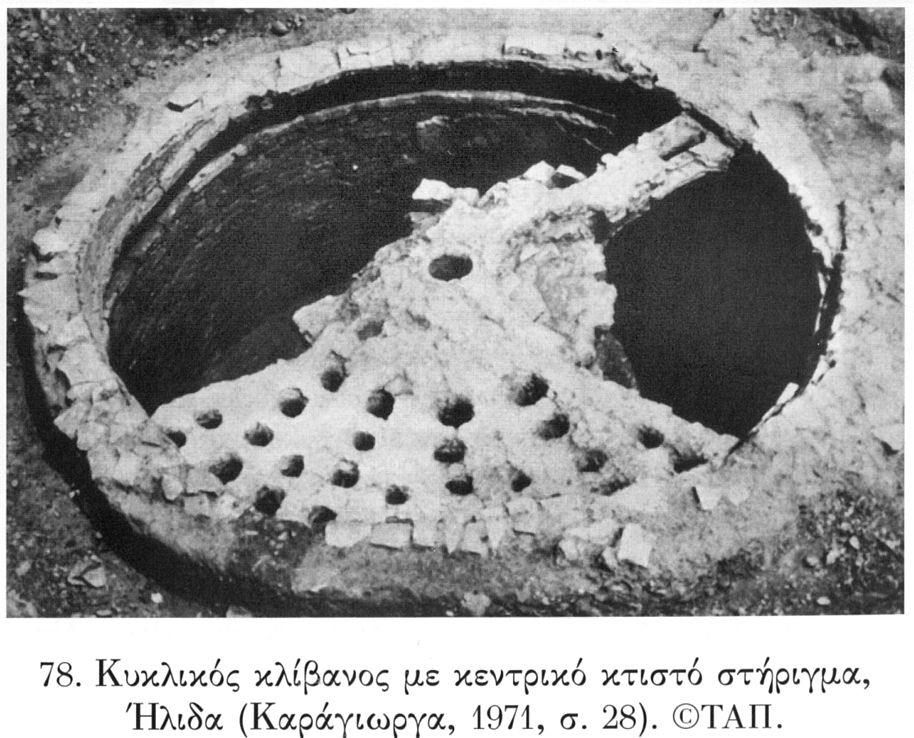 78. Κυκλικός κλίβανος με κεντρικό κτιστό στήριγμα,
Ήλιδα (Καράγιωργα, 1971, σ. 28). ©ΤΑΠ.